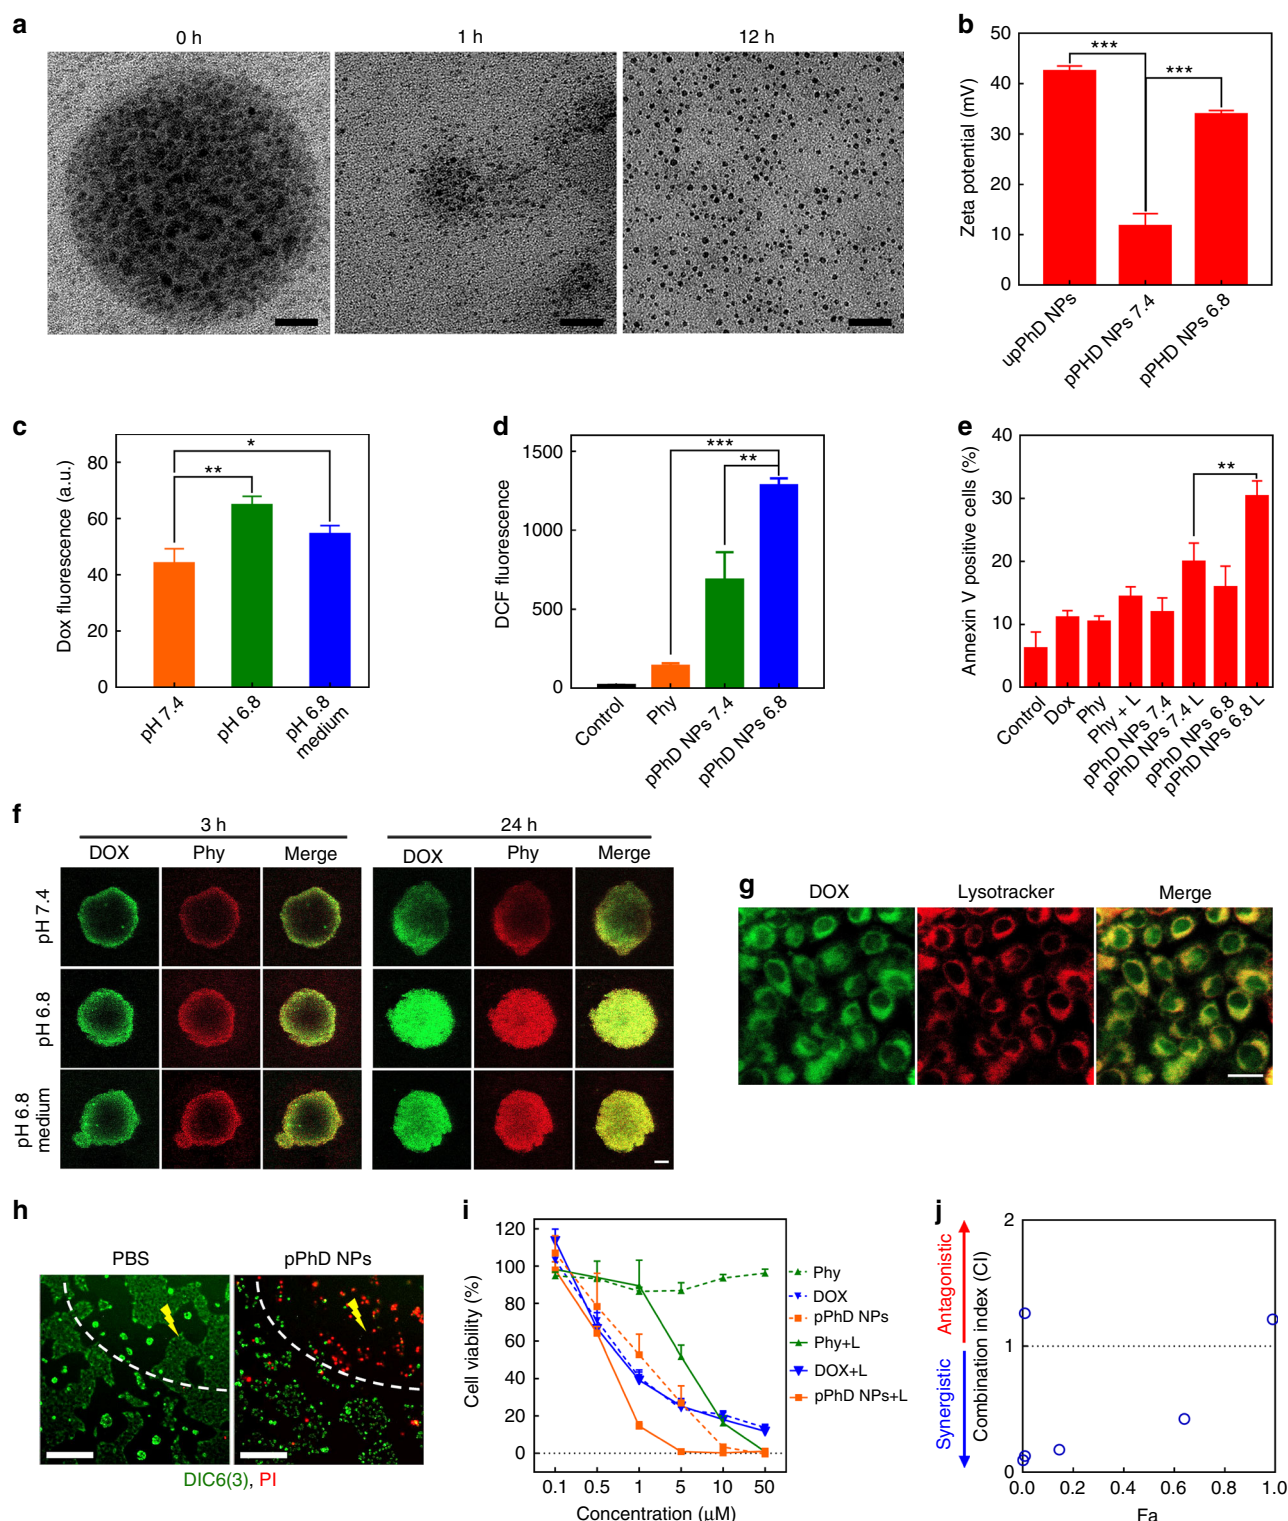 a
0 h
1 h
12 h
b
50
40
30
20
10
0
Zeta potential (mV)
***
***
upPhD NPs
pPHD NPs 7.4
pPHD NPs 6.8
c
80
60
40
20
0
Dox fluorescence (a.u.)
*
**
pH 7.4
pH 6.8
pH 6.8
medium
d
1500
1000
500
0
DCF fluorescence
***
**
Control
Phy
pPhD NPs 7.4
pPhD NPs 6.8
e
40
30
20
10
0
Annexin V positive cells (%)
**
Control
Dox
Phy
Phy + L
pPhD NPs 7.4
pPhD NPs 7.4 L
pPhD NPs 6.8
pPhD NPs 6.8 L
f
3 h
24 h
DOX
Phy
Merge
DOX
Phy
Merge
pH 7.4
pH 6.8
pH 6.8
medium
g
DOX
Lysotracker
Merge
h
PBS
pPhD NPs
DIC6(3), PI
i
120
100
80
60
40
20
0
Cell viability (%)
0.1
0.5
1
5
10
50
Concentration (μM)
Phy
DOX
pPhD NPs
Phy+L
DOX+L
pPhD NPs+L
j
Antagonistic
Synergistic
Combination index (CI)
2
1
0
0.0
0.2
0.4
0.6
0.8
1.0
Fa